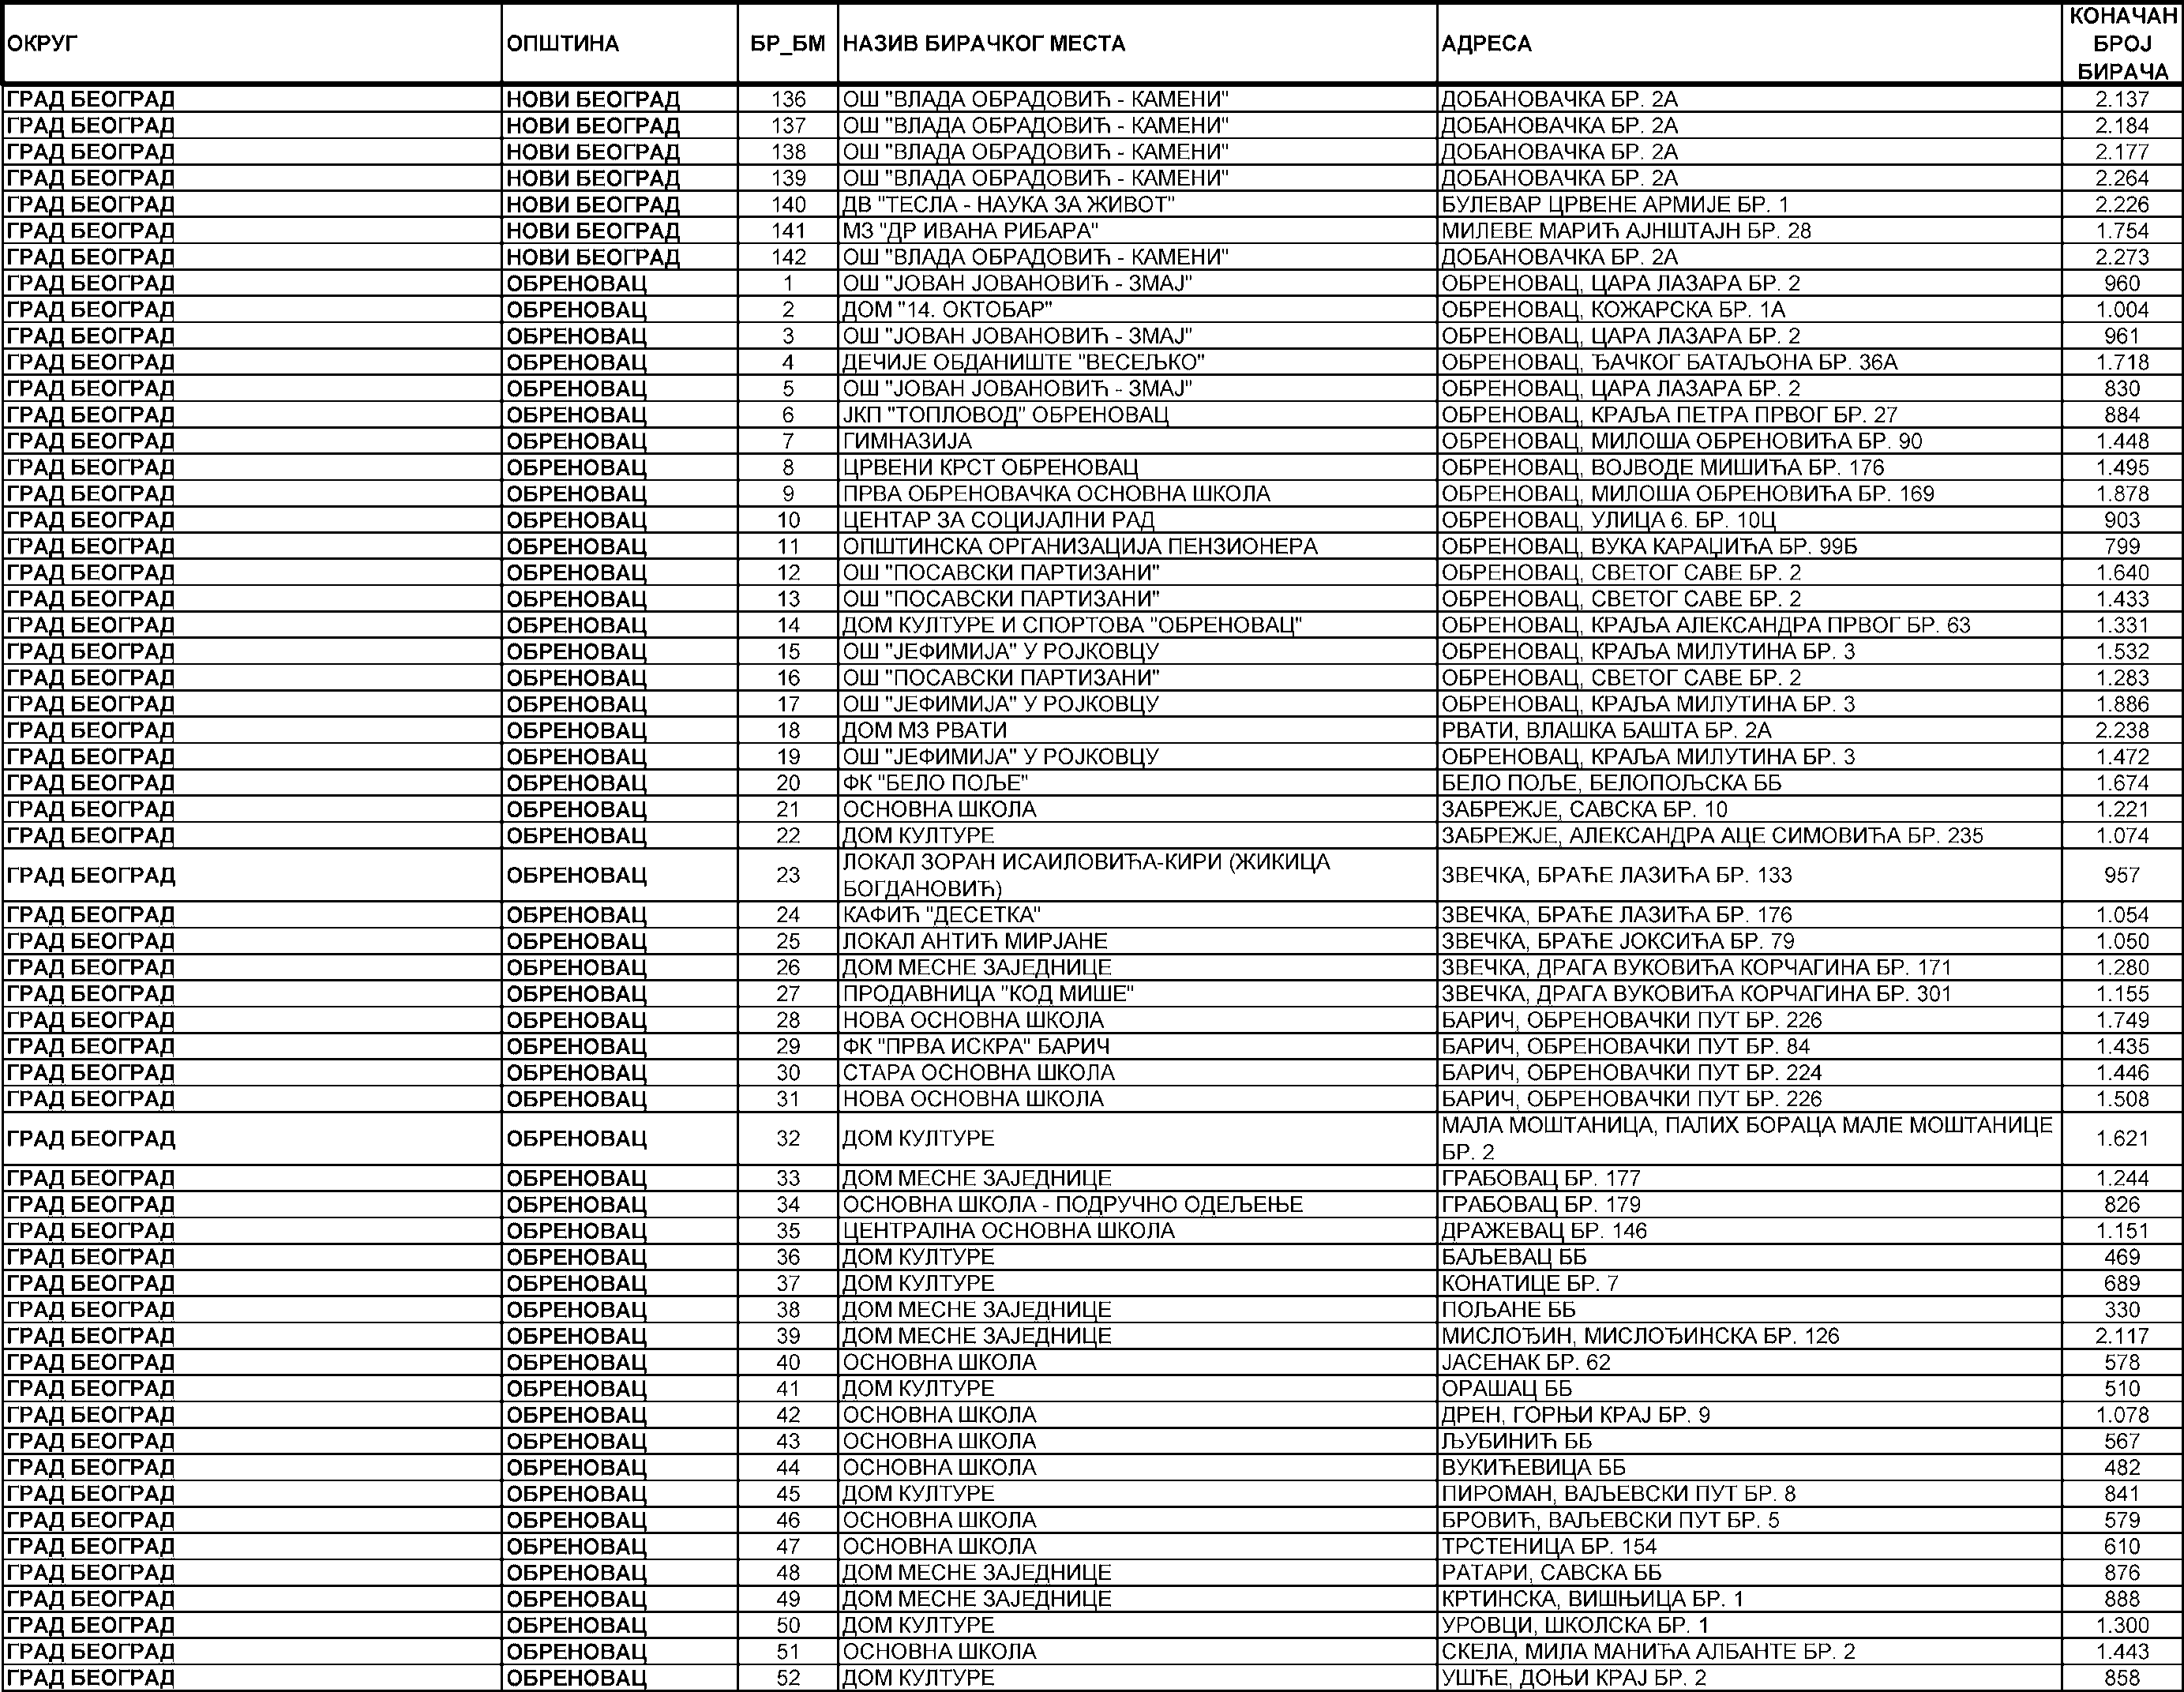 ОКРУГ ОПШТИНА БР_БМ НАЗИВ БИРАЧКОГ МЕСТА АДРЕСА КОНАЧАН БРОЈ БИРАЧА
ГРАД БЕОГРАД НОВИ БЕОГРАД 136 ОШ "ВЛАДА ОБРАДОВИЋ - КАМЕНИ" ДОБАНОВАЧКА БР. 2А 2.137
ГРАД БЕОГРАД НОВИ БЕОГРАД 137 ОШ "ВЛАДА ОБРАДОВИЋ - КАМЕНИ" ДОБАНОВАЧКА БР. 2А 2.184
ГРАД БЕОГРАД НОВИ БЕОГРАД 138 ОШ "ВЛАДА ОБРАДОВИЋ - КАМЕНИ" ДОБАНОВАЧКА БР. 2А 2.177
ГРАД БЕОГРАД НОВИ БЕОГРАД 139 ОШ "ВЛАДА ОБРАДОВИЋ - КАМЕНИ" ДОБАНОВАЧКА БР. 2А 2.264
ГРАД БЕОГРАД НОВИ БЕОГРАД 140 ДВ "ТЕСЛА - НАУКА ЗА ЖИВОТ" БУЛЕВАР ЦРВЕНЕ АРМИЈЕ БР. 1 2.226
ГРАД БЕОГРАД НОВИ БЕОГРАД 141 МЗ "ДР ИВАНА РИБАРА" МИЛЕВЕ МАРИЋ АЈНШТАЈН БР. 28 1.754
ГРАД БЕОГРАД НОВИ БЕОГРАД 142 ОШ "ВЛАДА ОБРАДОВИЋ - КАМЕНИ" ДОБАНОВАЧКА БР. 2А 2.273
ГРАД БЕОГРАД ОБРЕНОВАЦ 1 ОШ "ЈОВАН ЈОВАНОВИЋ - ЗМАЈ" ОБРЕНОВАЦ, ЦАРА ЛАЗАРА БР. 2 960
ГРАД БЕОГРАД ОБРЕНОВАЦ 2 ДОМ "14. ОКТОБАР" ОБРЕНОВАЦ, КОЖАРСКА БР. 1А 1.004
ГРАД БЕОГРАД ОБРЕНОВАЦ 3 ОШ "ЈОВАН ЈОВАНОВИЋ - ЗМАЈ" ОБРЕНОВАЦ, ЦАРА ЛАЗАРА БР. 2 961
ГРАД БЕОГРАД ОБРЕНОВАЦ 4 ДЕЧИЈЕ ОБДАНИШТЕ "ВЕСЕЉКО" ОБРЕНОВАЦ, ЂАЧКОГ БАТАЉОНА БР. 36А 1.718
ГРАД БЕОГРАД ОБРЕНОВАЦ 5 ОШ "ЈОВАН ЈОВАНОВИЋ - ЗМАЈ" ОБРЕНОВАЦ, ЦАРА ЛАЗАРА БР. 2 830
ГРАД БЕОГРАД ОБРЕНОВАЦ 6 ЈКП "ТОПЛОВОД" ОБРЕНОВАЦ ОБРЕНОВАЦ, КРАЉА ПЕТРА ПРВОГ БР. 27 884
ГРАД БЕОГРАД ОБРЕНОВАЦ 7 ГИМНАЗИЈА ОБРЕНОВАЦ, МИЛОША ОБРЕНОВИЋА БР. 90 1.448
ГРАД БЕОГРАД ОБРЕНОВАЦ 8 ЦРВЕНИ КРСТ ОБРЕНОВАЦ ОБРЕНОВАЦ, ВОЈВОДЕ МИШИЋА БР. 176 1.495
ГРАД БЕОГРАД ОБРЕНОВАЦ 9 ПРВА ОБРЕНОВАЧКА ОСНОВНА ШКОЛА ОБРЕНОВАЦ, МИЛОША ОБРЕНОВИЋА БР. 169 1.878
ГРАД БЕОГРАД ОБРЕНОВАЦ 10 ЦЕНТАР ЗА СОЦИЈАЛНИ РАД ОБРЕНОВАЦ, УЛИЦА 6. БР. 10Ц 903
ГРАД БЕОГРАД ОБРЕНОВАЦ 11 ОПШТИНСКА ОРГАНИЗАЦИЈА ПЕНЗИОНЕРА ОБРЕНОВАЦ, ВУКА КАРАЏИЋА БР. 99Б 799
ГРАД БЕОГРАД ОБРЕНОВАЦ 12 ОШ "ПОСАВСКИ ПАРТИЗАНИ" ОБРЕНОВАЦ, СВЕТОГ САВЕ БР. 2 1.640
ГРАД БЕОГРАД ОБРЕНОВАЦ 13 ОШ "ПОСАВСКИ ПАРТИЗАНИ" ОБРЕНОВАЦ, СВЕТОГ САВЕ БР. 2 1.433
ГРАД БЕОГРАД ОБРЕНОВАЦ 14 ДОМ КУЛТУРЕ И СПОРТОВА "ОБРЕНОВАЦ" ОБРЕНОВАЦ, КРАЉА АЛЕКСАНДРА ПРВОГ БР. 63 1.331
ГРАД БЕОГРАД ОБРЕНОВАЦ 15 ОШ "ЈЕФИМИЈА" У РОЈКОВЦУ ОБРЕНОВАЦ, КРАЉА МИЛУТИНА БР. 3 1.532
ГРАД БЕОГРАД ОБРЕНОВАЦ 16 ОШ "ПОСАВСКИ ПАРТИЗАНИ" ОБРЕНОВАЦ, СВЕТОГ САВЕ БР. 2 1.283
ГРАД БЕОГРАД ОБРЕНОВАЦ 17 ОШ "ЈЕФИМИЈА" У РОЈКОВЦУ ОБРЕНОВАЦ, КРАЉА МИЛУТИНА БР. 3 1.886
ГРАД БЕОГРАД ОБРЕНОВАЦ 18 ДОМ МЗ РВАТИ РВАТИ, ВЛАШКА БАШТА БР. 2А 2.238
ГРАД БЕОГРАД ОБРЕНОВАЦ 19 ОШ "ЈЕФИМИЈА" У РОЈКОВЦУ ОБРЕНОВАЦ, КРАЉА МИЛУТИНА БР. 3 1.472
ГРАД БЕОГРАД ОБРЕНОВАЦ 20 ФК "БЕЛО ПОЉЕ" БЕЛО ПОЉЕ, БЕЛОПОЉСКА ББ 1.674
ГРАД БЕОГРАД ОБРЕНОВАЦ 21 ОСНОВНА ШКОЛА ЗАБРЕЖЈЕ, САВСКА БР. 10 1.221
ГРАД БЕОГРАД ОБРЕНОВАЦ 22 ДОМ КУЛТУРЕ ЗАБРЕЖЈЕ, АЛЕКСАНДРА АЦЕ СИМОВИЋА БР. 235 1.074
ГРАД БЕОГРАД ОБРЕНОВАЦ 23 ЛОКАЛ ЗОРАН ИСАИЛОВИЋА-КИРИ (ЖИКИЦА БОГДАНОВИЋ) ЗВЕЧКА, БРАЋЕ ЛАЗИЋА БР. 133 957
ГРАД БЕОГРАД ОБРЕНОВАЦ 24 КАФИЋ "ДЕСЕТКА" ЗВЕЧКА, БРАЋЕ ЛАЗИЋА БР. 176 1.054
ГРАД БЕОГРАД ОБРЕНОВАЦ 25 ЛОКАЛ АНТИЋ МИРЈАНЕ ЗВЕЧКА, БРАЋЕ ЈОКСИЋА БР. 79 1.050
ГРАД БЕОГРАД ОБРЕНОВАЦ 26 ДОМ МЕСНЕ ЗАЈЕДНИЦЕ ЗВЕЧКА, ДРАГА ВУКОВИЋА КОРЧАГИНА БР. 171 1.280
ГРАД БЕОГРАД ОБРЕНОВАЦ 27 ПРОДАВНИЦА "КОД МИШЕ" ЗВЕЧКА, ДРАГА ВУКОВИЋА КОРЧАГИНА БР. 301 1.155
ГРАД БЕОГРАД ОБРЕНОВАЦ 28 НОВА ОСНОВНА ШКОЛА БАРИЧ, ОБРЕНОВАЧКИ ПУТ БР. 226 1.749
ГРАД БЕОГРАД ОБРЕНОВАЦ 29 ФК "ПРВА ИСКРА" БАРИЧ БАРИЧ, ОБРЕНОВАЧКИ ПУТ БР. 84 1.435
ГРАД БЕОГРАД ОБРЕНОВАЦ 30 СТАРА ОСНОВНА ШКОЛА БАРИЧ, ОБРЕНОВАЧКИ ПУТ БР. 224 1.446
ГРАД БЕОГРАД ОБРЕНОВАЦ 31 НОВА ОСНОВНА ШКОЛА БАРИЧ, ОБРЕНОВАЧКИ ПУТ БР. 226 1.508
ГРАД БЕОГРАД ОБРЕНОВАЦ 32 ДОМ КУЛТУРЕ МАЛА МОШТАНИЦА, ПАЛИХ БОРАЦА МАЛЕ МОШТАНИЦЕ БР. 2 1.621
ГРАД БЕОГРАД ОБРЕНОВАЦ 33 ДОМ МЕСНЕ ЗАЈЕДНИЦЕ ГРАБОВАЦ БР. 177 1.244
ГРАД БЕОГРАД ОБРЕНОВАЦ 34 ОСНОВНА ШКОЛА - ПОДРУЧНО ОДЕЉЕЊЕ ГРАБОВАЦ БР. 179 826
ГРАД БЕОГРАД ОБРЕНОВАЦ 35 ЦЕНТРАЛНА ОСНОВНА ШКОЛА ДРАЖЕВАЦ БР. 146 1.151
ГРАД БЕОГРАД ОБРЕНОВАЦ 36 ДОМ КУЛТУРЕ БАЉЕВАЦ ББ 469
ГРАД БЕОГРАД ОБРЕНОВАЦ 37 ДОМ КУЛТУРЕ КОНАТИЦЕ БР. 7 689
ГРАД БЕОГРАД ОБРЕНОВАЦ 38 ДОМ МЕСНЕ ЗАЈЕДНИЦЕ ПОЉАНЕ ББ 330
ГРАД БЕОГРАД ОБРЕНОВАЦ 39 ДОМ МЕСНЕ ЗАЈЕДНИЦЕ МИСЛОЂИН, МИСЛОЂИНСКА БР. 126 2.117
ГРАД БЕОГРАД ОБРЕНОВАЦ 40 ОСНОВНА ШКОЛА ЈАСЕНАК БР. 62 578
ГРАД БЕОГРАД ОБРЕНОВАЦ 41 ДОМ КУЛТУРЕ ОРАШАЦ ББ 510
ГРАД БЕОГРАД ОБРЕНОВАЦ 42 ОСНОВНА ШКОЛА ДРЕН, ГОРЊИ КРАЈ БР. 9 1.078
ГРАД БЕОГРАД ОБРЕНОВАЦ 43 ОСНОВНА ШКОЛА ЉУБИНИЋ ББ 567
ГРАД БЕОГРАД ОБРЕНОВАЦ 44 ОСНОВНА ШКОЛА ВУКИЋЕВИЦА ББ 482
ГРАД БЕОГРАД ОБРЕНОВАЦ 45 ДОМ КУЛТУРЕ ПИРОМАН, ВАЉЕВСКИ ПУТ БР. 8 841
ГРАД БЕОГРАД ОБРЕНОВАЦ 46 ОСНОВНА ШКОЛА БРОВИЋ, ВАЉЕВСКИ ПУТ БР. 5 579
ГРАД БЕОГРАД ОБРЕНОВАЦ 47 ОСНОВНА ШКОЛА ТРСТЕНИЦА БР. 154 610
ГРАД БЕОГРАД ОБРЕНОВАЦ 48 ДОМ МЕСНЕ ЗАЈЕДНИЦЕ РАТАРИ, САВСКА ББ 876
ГРАД БЕОГРАД ОБРЕНОВАЦ 49 ДОМ МЕСНЕ ЗАЈЕДНИЦЕ КРТИНСКА, ВИШЊИЦА БР. 1 888
ГРАД БЕОГРАД ОБРЕНОВАЦ 50 ДОМ КУЛТУРЕ УРОВЦИ, ШКОЛСКА БР. 1 1.300
ГРАД БЕОГРАД ОБРЕНОВАЦ 51 ОСНОВНА ШКОЛА СКЕЛА, МИЛА МАНИЋА АЛБАНТЕ БР. 2 1.443
ГРАД БЕОГРАД ОБРЕНОВАЦ 52 ДОМ КУЛТУРЕ УШЋЕ, ДОЊИ КРАЈ БР. 2 858